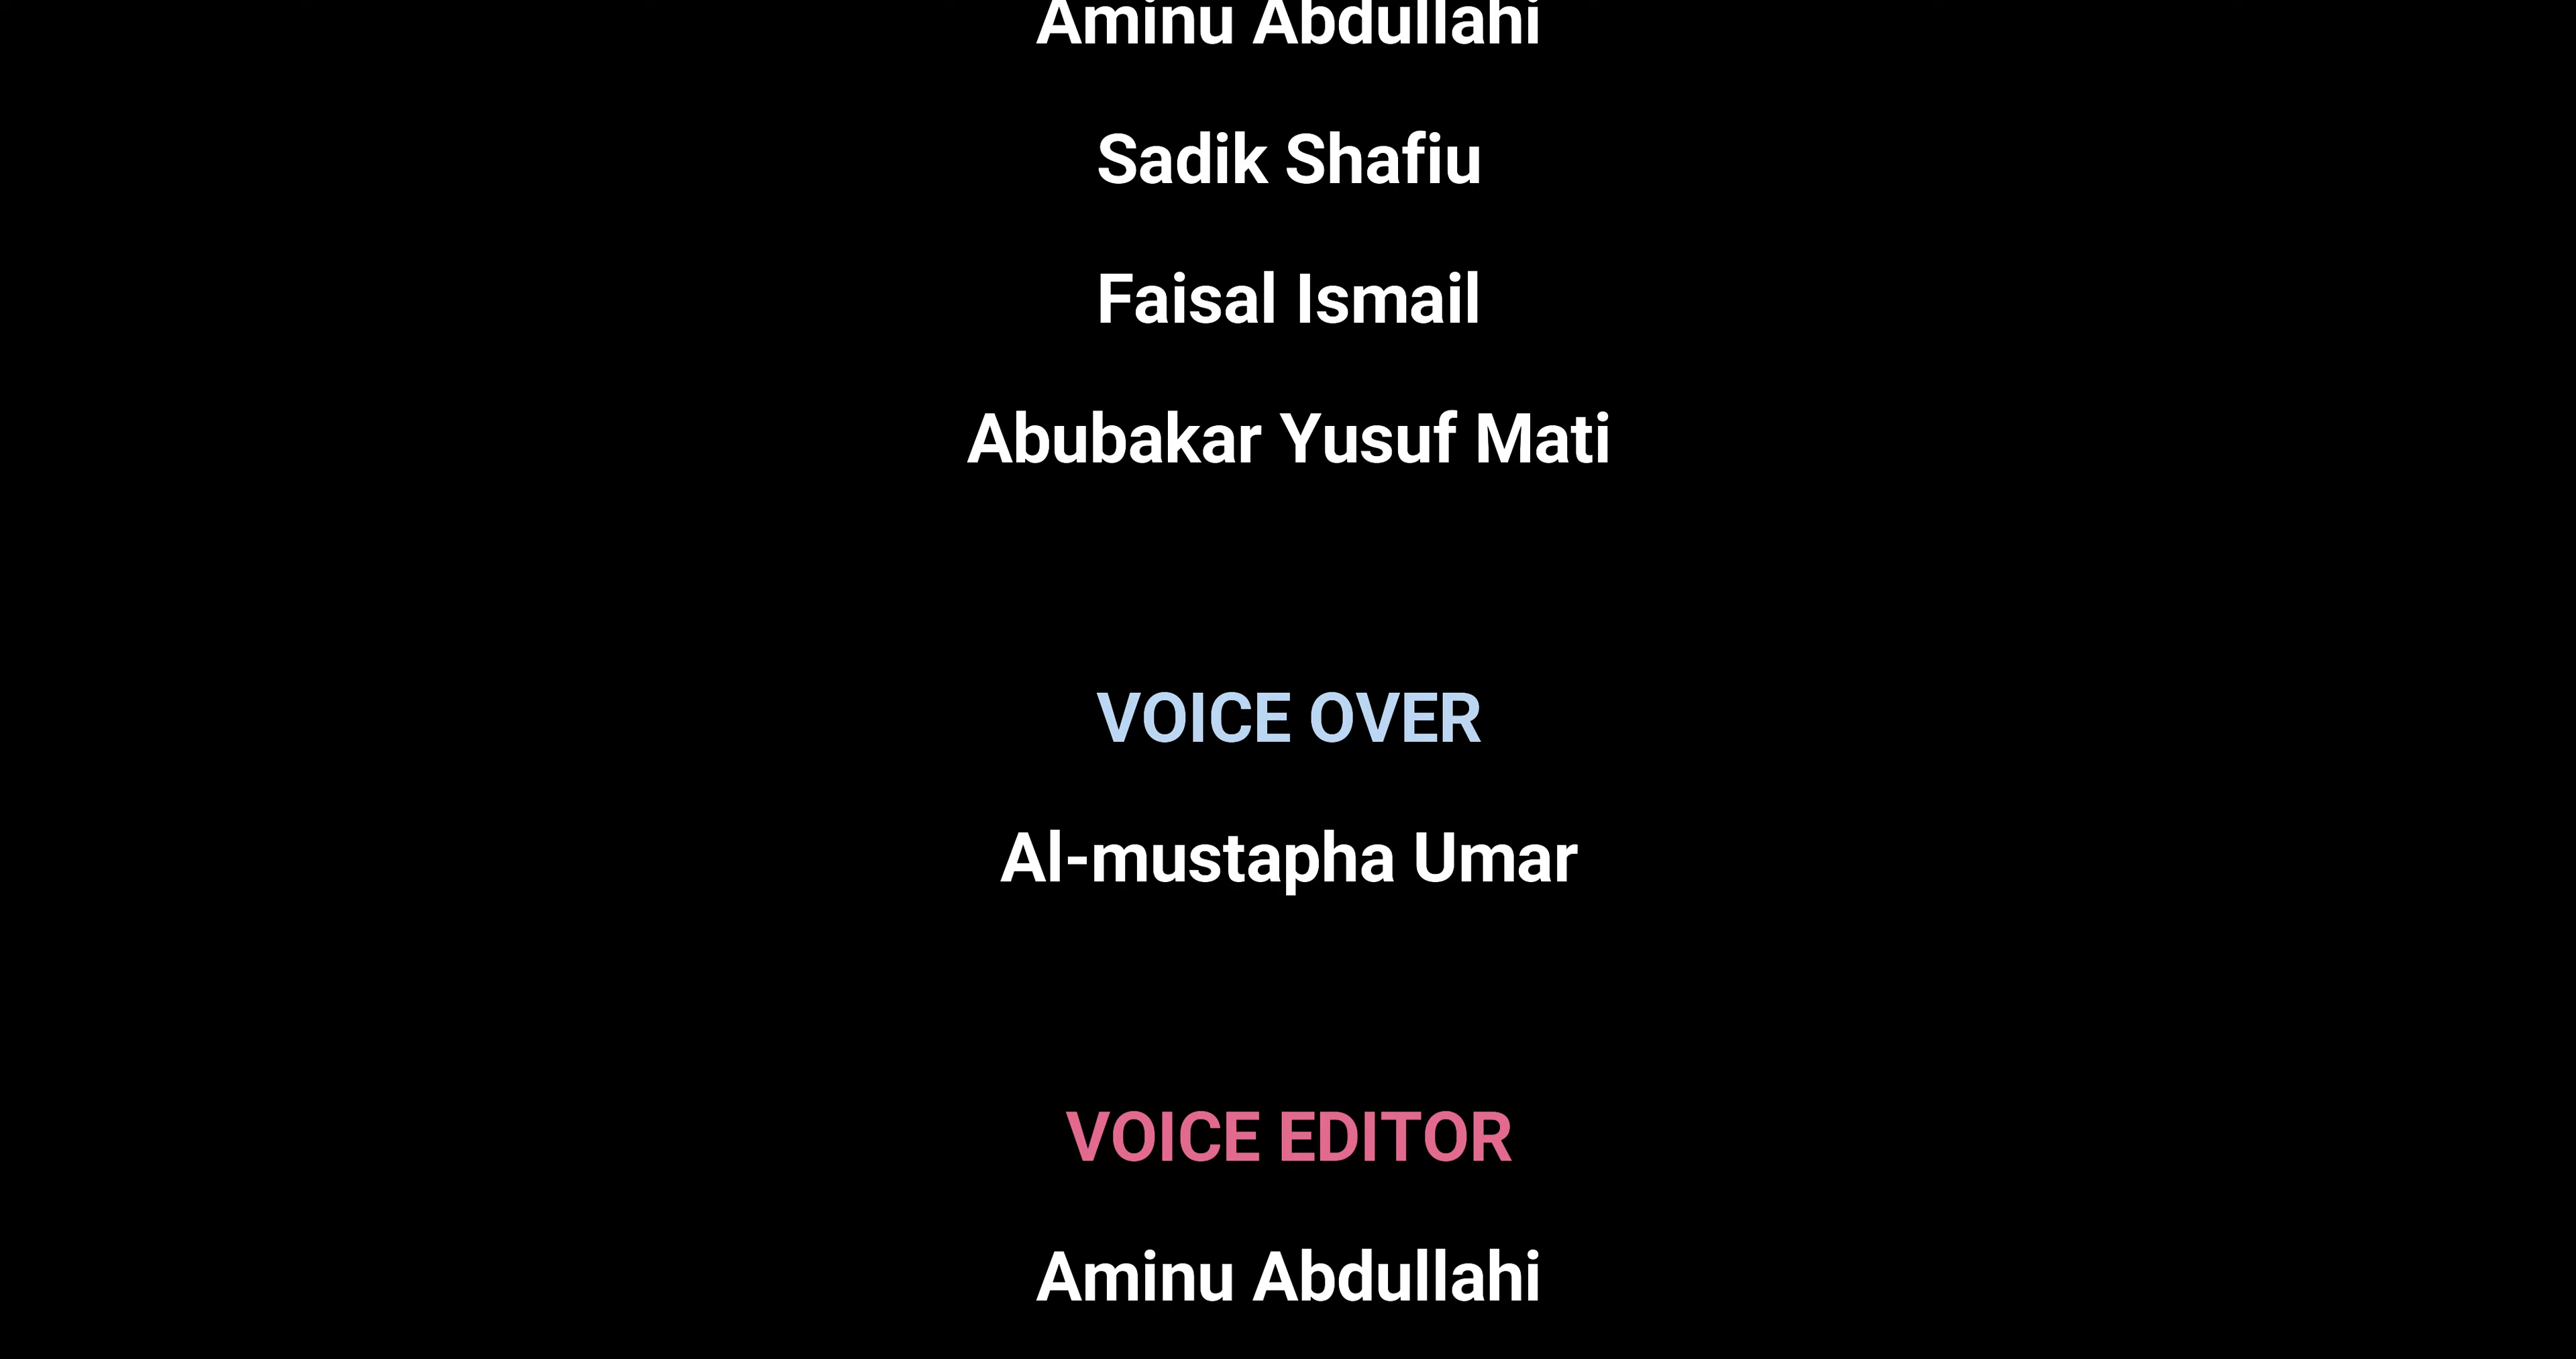 Aminu Abdullahi
Sadik Shafiu
Faisal Ismail
Abubakar Yusuf Mati
VOICE OVER
Al-mustapha Umar
VOICE EDITOR
Aminu Abdullahi